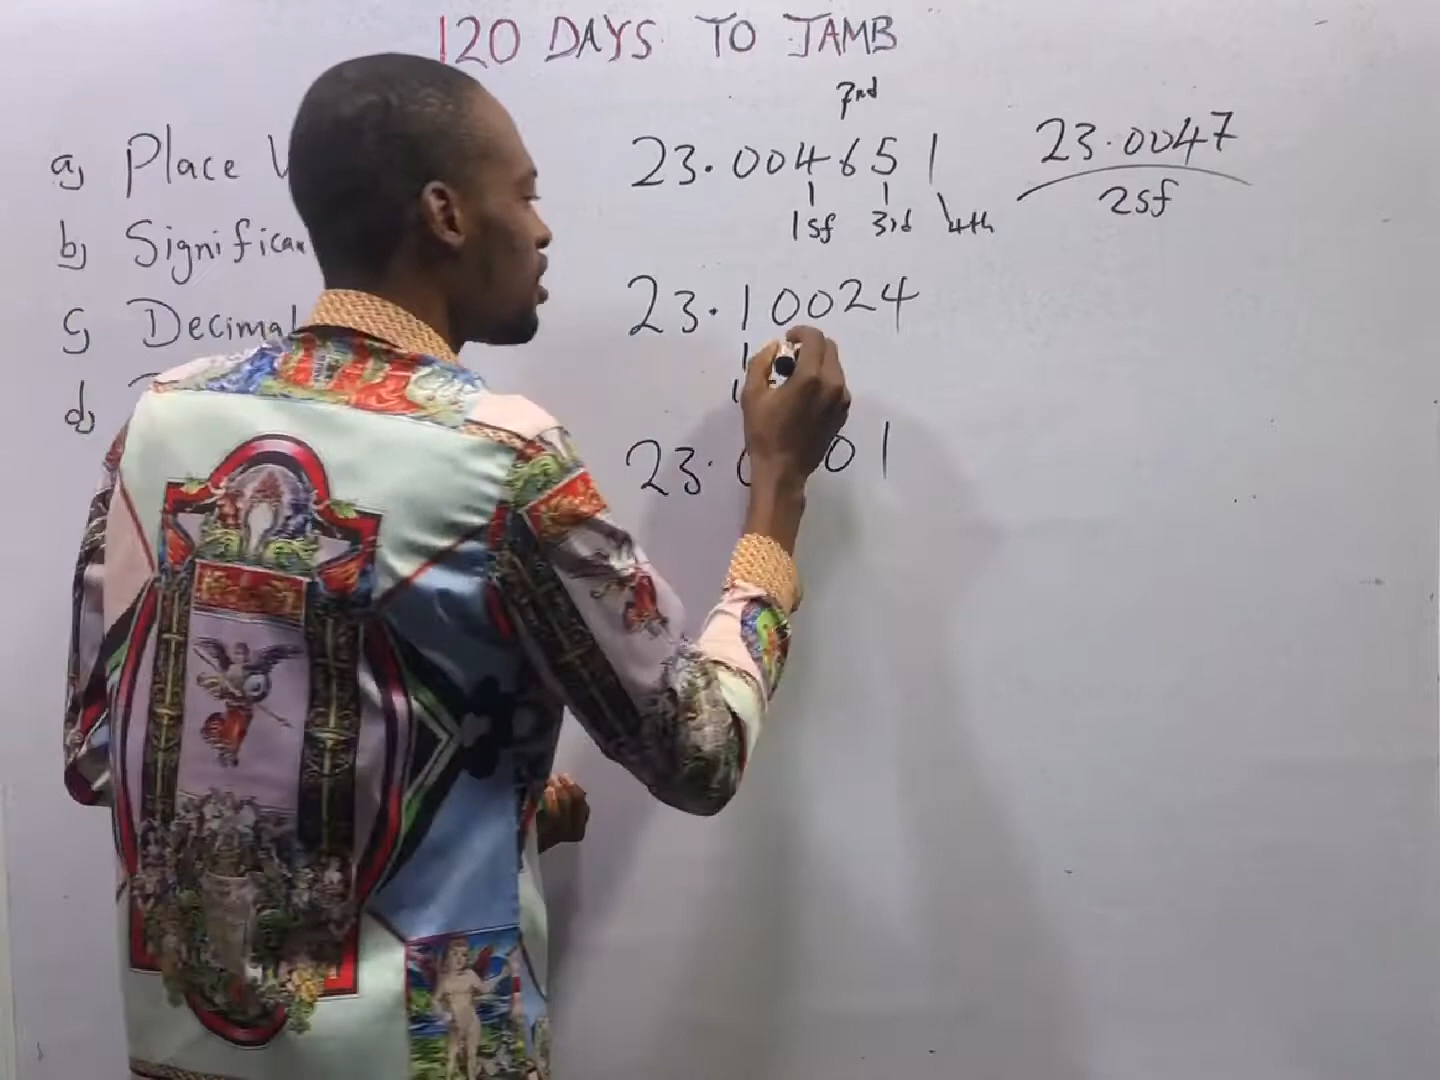 120 DAYS TO JAMB
a) Place
b) Significan
c) Decimal
d)
2nd
23.004651
1sf 3rd 4th
23.0047
2sf
23.10024
23. 01